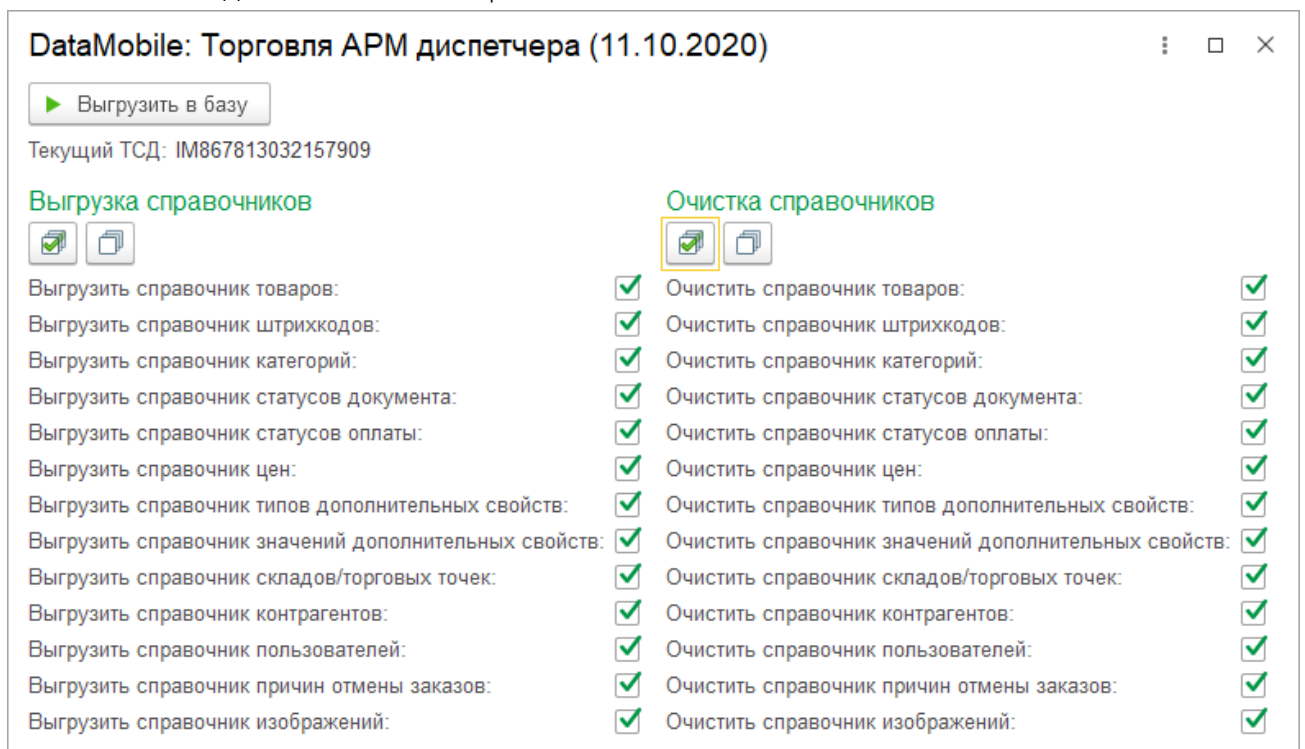 DataMobile: Торговля АРМ диспетчера (11.10.2020)
Выгрузить в базу
Текущий ТСД: IM867813032157909
Выгрузка справочников
Выгрузить справочник товаров:
Выгрузить справочник штрихкодов:
Выгрузить справочник категорий:
Выгрузить справочник статусов документа:
Выгрузить справочник статусов оплаты:
Выгрузить справочник цен:
Выгрузить справочник типов дополнительных свойств:
Выгрузить справочник значений дополнительных свойств:
Выгрузить справочник складов/торговых точек:
Выгрузить справочник контрагентов:
Выгрузить справочник пользователей:
Выгрузить справочник причин отмены заказов:
Выгрузить справочник изображений:
Очистка справочников
Очистить справочник товаров:
Очистить справочник штрихкодов:
Очистить справочник категорий:
Очистить справочник статусов документа:
Очистить справочник статусов оплаты:
Очистить справочник цен:
Очистить справочник типов дополнительных свойств:
Очистить справочник значений дополнительных свойств:
Очистить справочник складов/торговых точек:
Очистить справочник контрагентов:
Очистить справочник пользователей:
Очистить справочник причин отмены заказов:
Очистить справочник изображений: